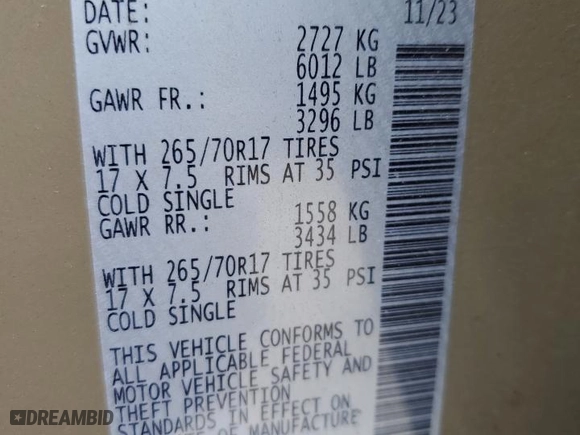 DATE: 11/23
GVWR: 2727 KG
6012 LB
GAWR FR.: 1495 KG
3296 LB
WITH 265/70R17 TIRES
17 X 7.5 RIMS AT 35 PSI
COLD SINGLE
GAWR RR.: 1558 KG
3434 LB
WITH 265/70R17 TIRES
17 X 7.5 RIMS AT 35 PSI
COLD SINGLE
THIS VEHICLE CONFORMS TO
ALL APPLICABLE FEDERAL
MOTOR VEHICLE SAFETY AND
THEFT PREVENTION
STANDARDS IN EFFECT ON
OF MANUFACTURE
DREAMBID